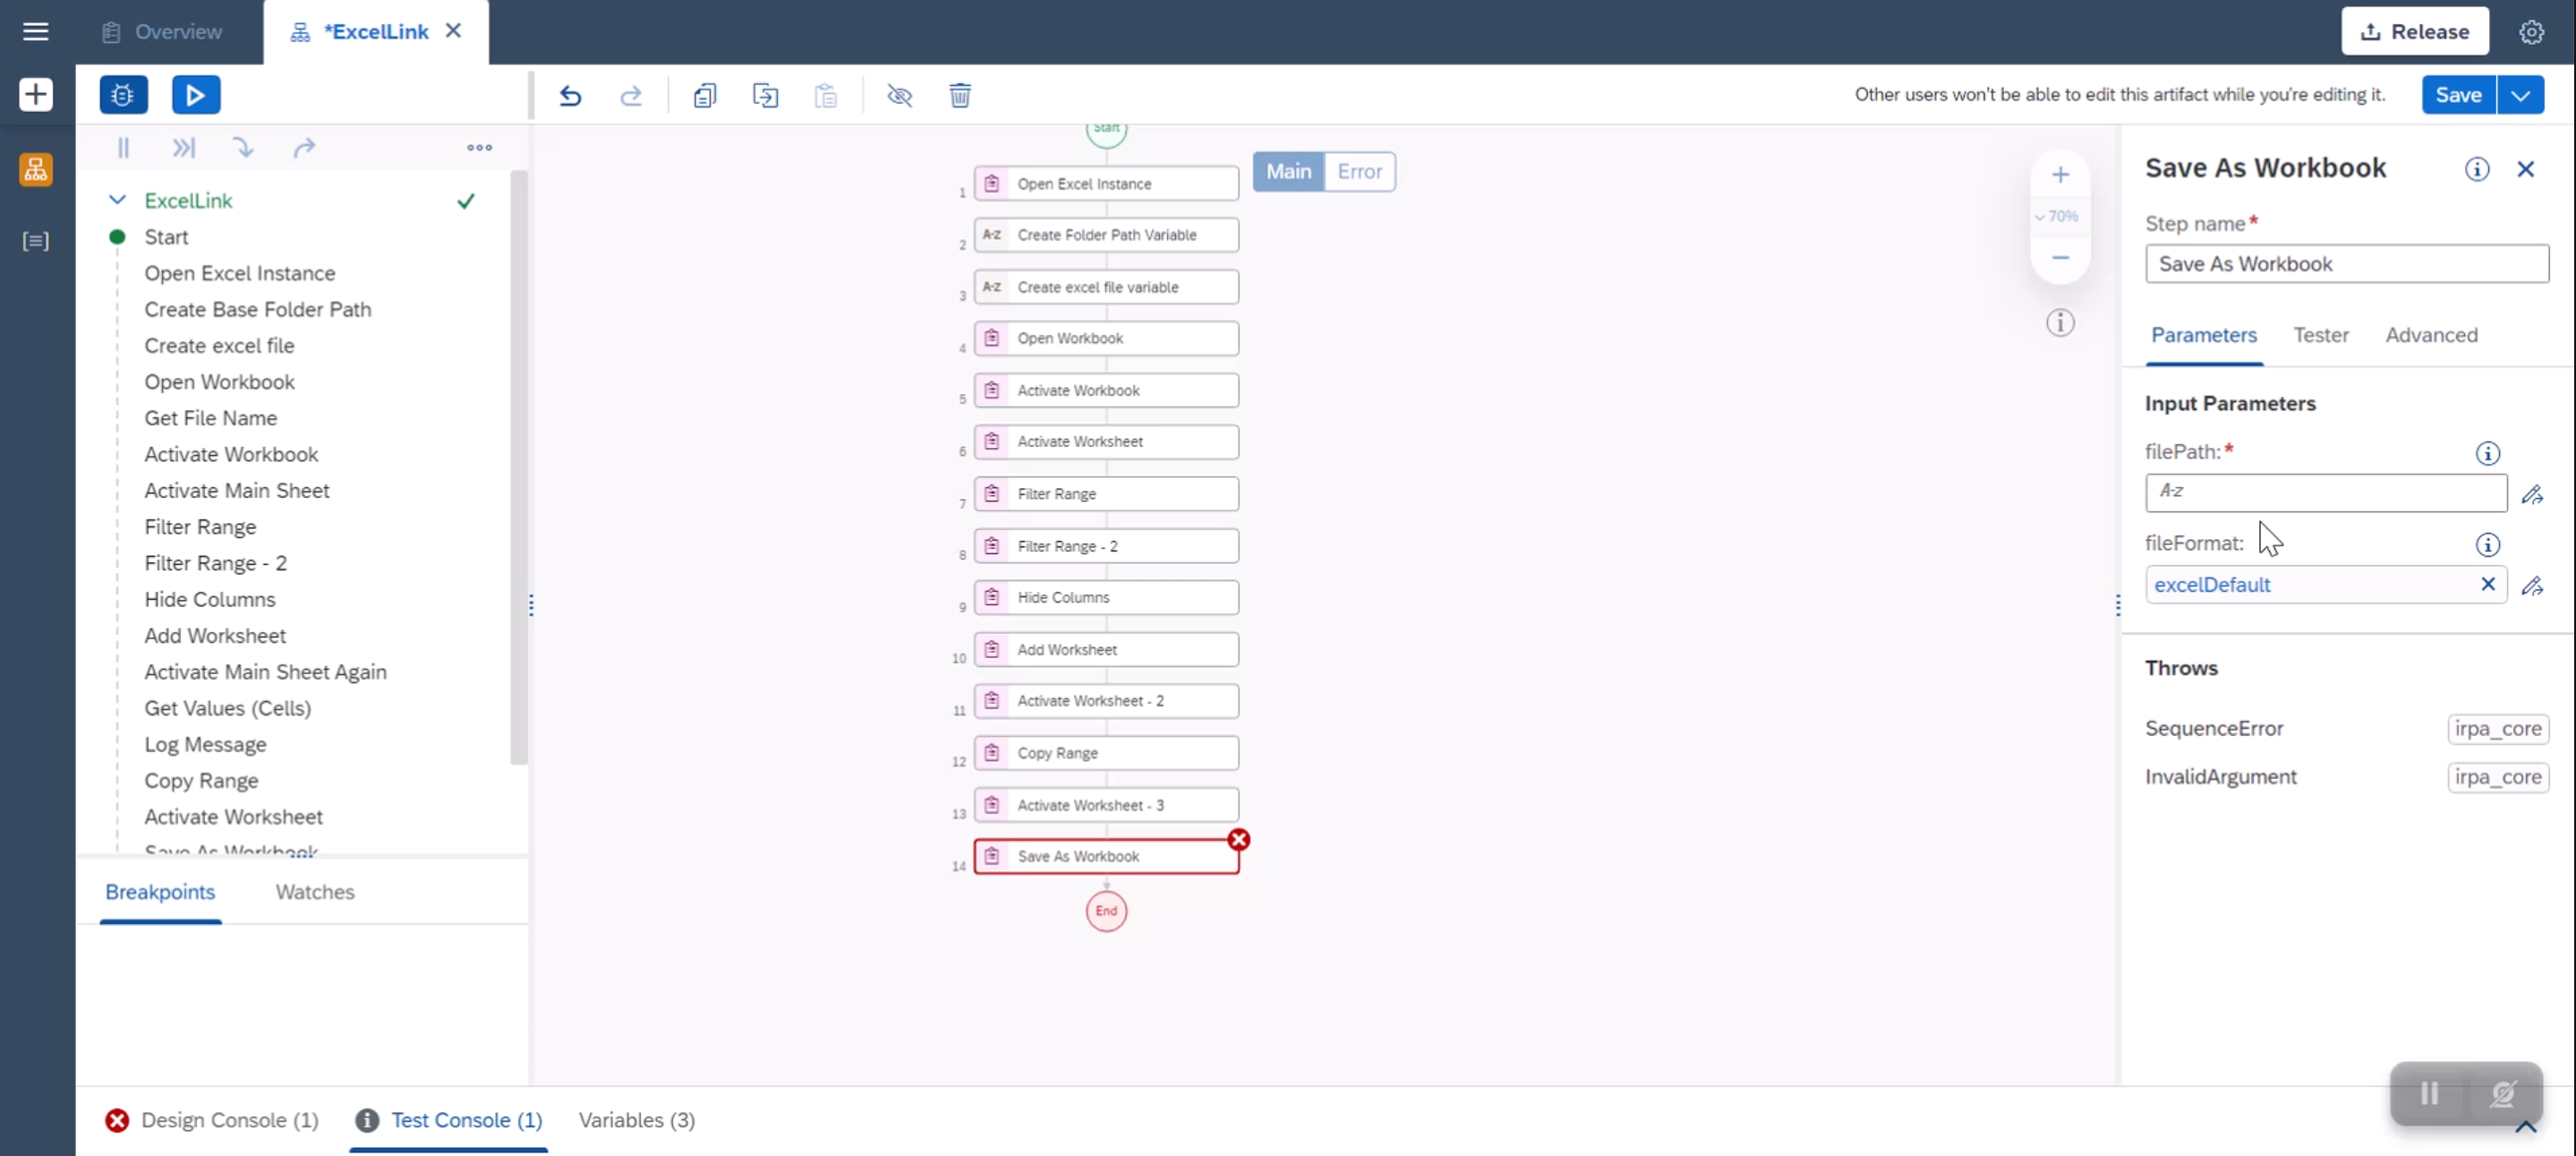 Overview
*ExcelLink
Release
Other users won't be able to edit this artifact while you're editing it.
Save
ExcelLink
Start
Open Excel Instance
Create Base Folder Path
Create excel file
Open Workbook
Get File Name
Activate Workbook
Activate Main Sheet
Filter Range
Filter Range - 2
Hide Columns
Add Worksheet
Activate Main Sheet Again
Get Values (Cells)
Log Message
Copy Range
Activate Worksheet
Save As Workbook
Breakpoints
Watches
Start
Main
Error
1
Open Excel Instance
2
A-z
Create Folder Path Variable
3
A-z
Create excel file variable
4
Open Workbook
5
Activate Workbook
6
Activate Worksheet
7
Filter Range
8
Filter Range - 2
9
Hide Columns
10
Add Worksheet
11
Activate Worksheet - 2
12
Copy Range
13
Activate Worksheet - 3
14
Save As Workbook
End
70%
Save As Workbook
Step name*
Save As Workbook
Parameters
Tester
Advanced
Input Parameters
filePath:*
A-z
fileFormat:
excelDefault
Throws
SequenceError
irpa_core
InvalidArgument
irpa_core
Design Console (1)
Test Console (1)
Variables (3)